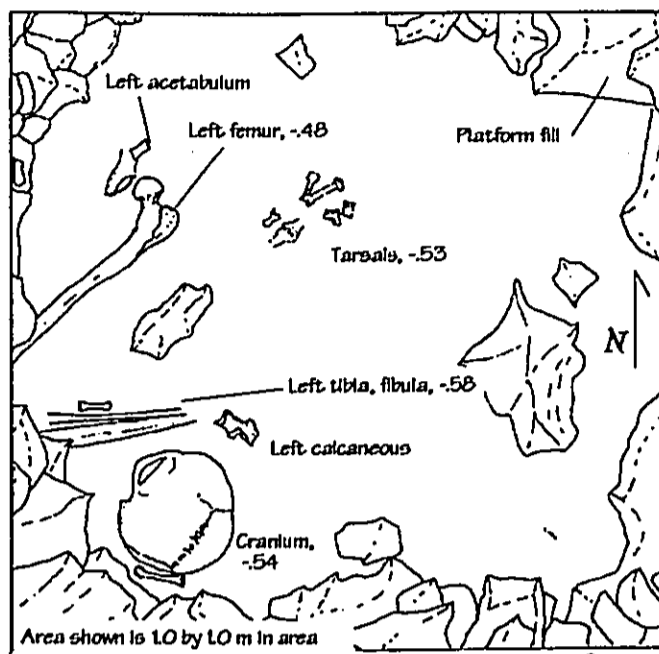 Left acetabulum
Left femur, -.48
Platform fill
Tarsals, -.53
N
Left tibia, fibula, -.58
Left calcaneous
Cranium,
-.54
Area shown is 1.0 by 1.0 m in area